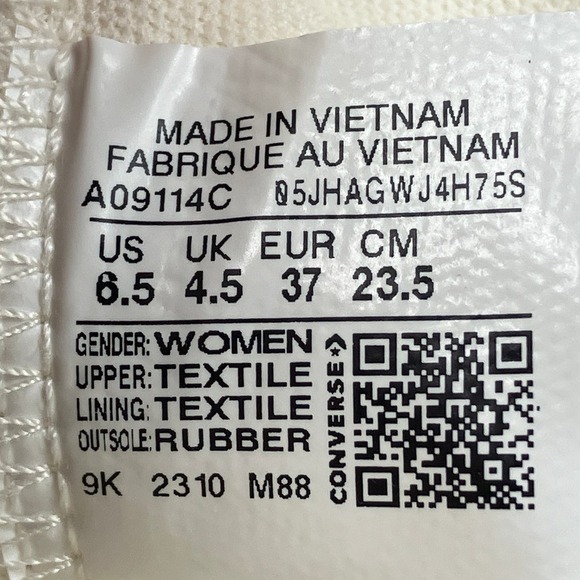 MADE IN VIETNAM
FABRIQUE AU VIETNAM
A09114C 05JHAGWJ4H75S
US UK EUR CM
6.5 4.5 37 23.5
GENDER: WOMEN
UPPER: TEXTILE
LINING: TEXTILE
OUTSOLE: RUBBER
9K 2310 M88
CONVERSE